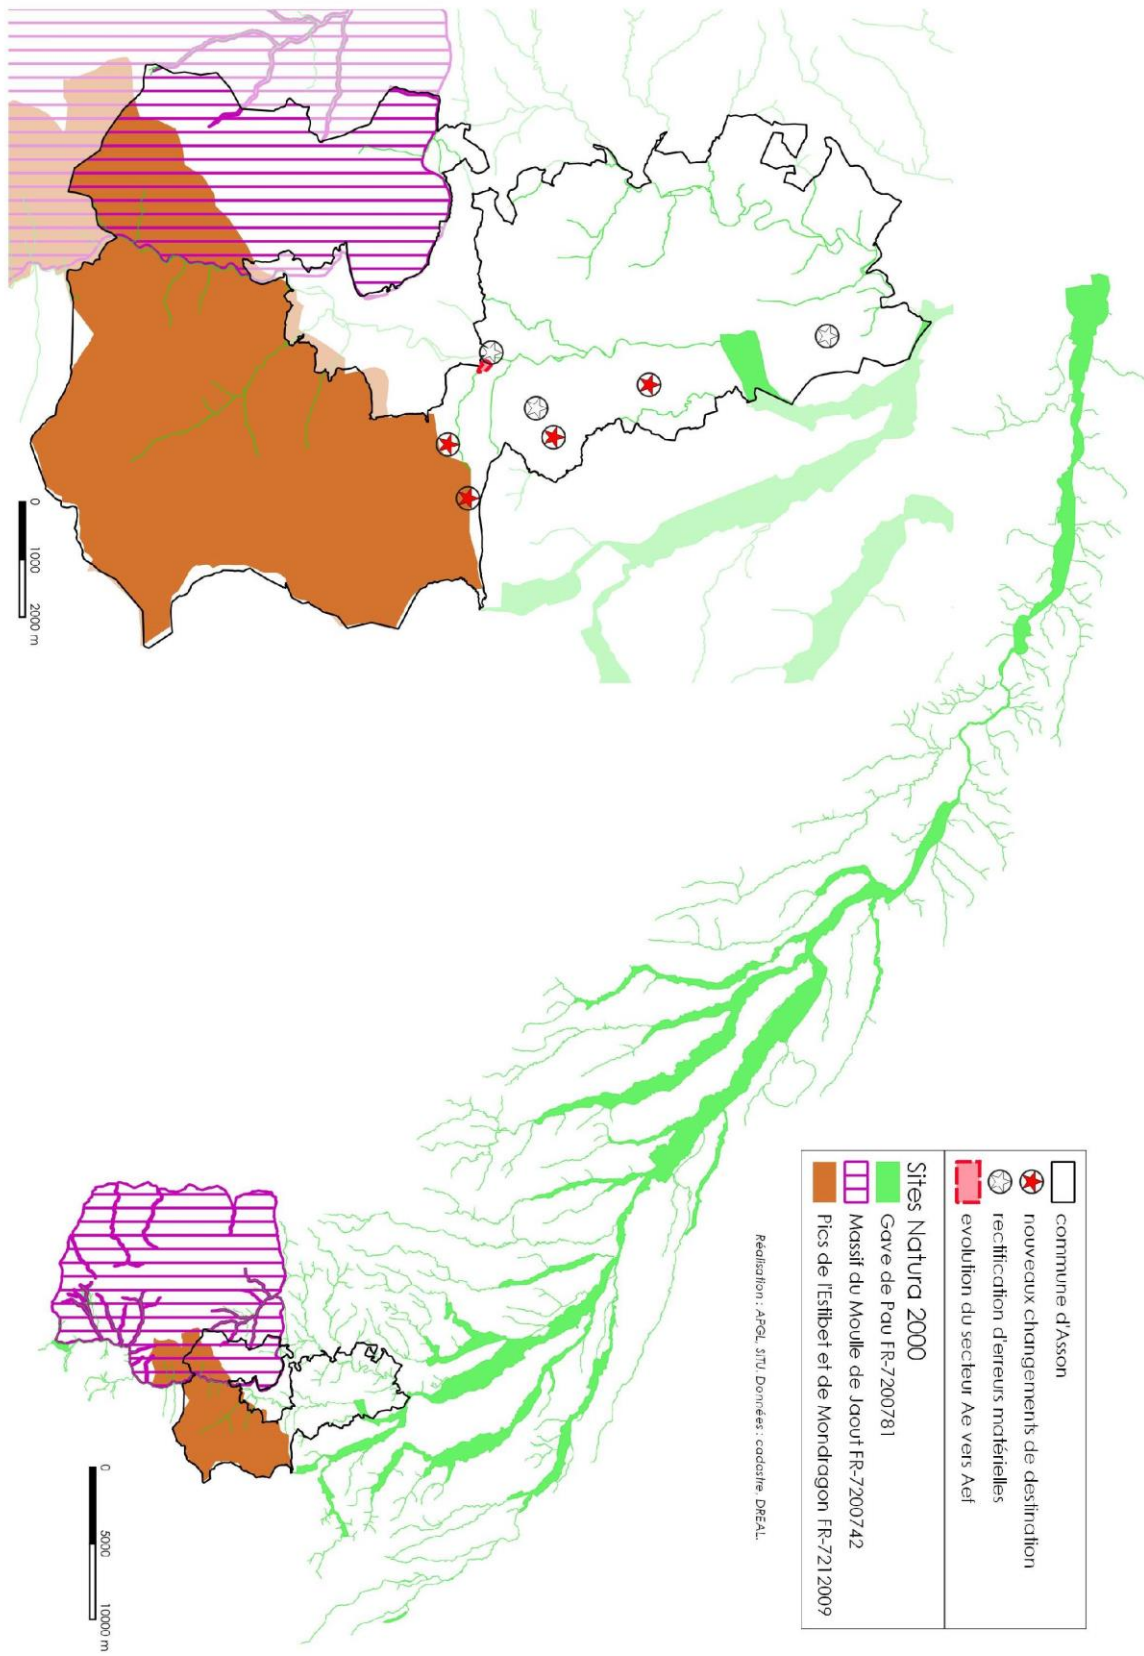 commune d'Asson
nouveaux changements de destination
rectification d'erreurs matérielles
evolution du secteur Ae vers Aef
Sites Natura 2000
Gave de Pau FR-7200781
Massif du Moulle de Jaout FR-7200742
Pics de l'Estibet et de Mondragon FR-7212009
Réalisation : APGL, SITU. Données : cadastre, DREAL.
0 1000 2000 m
0 5000 10000 m